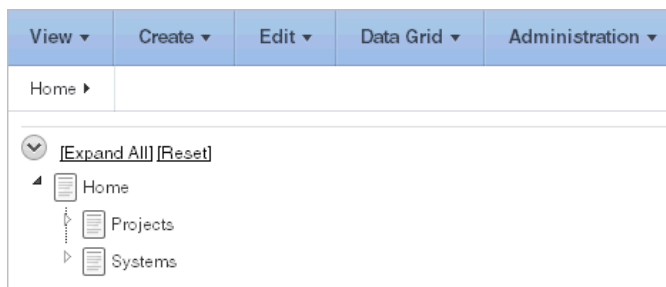 View Create Edit Data Grid Administration
Home
[Expand All] [Reset]
Home
Projects
Systems